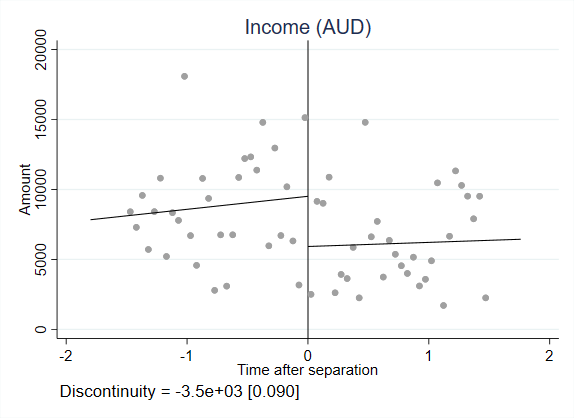 Income (AUD)
20000
15000
10000
5000
0
Amount
-2
-1
0
1
2
Time after separation
Discontinuity = -3.5e+03 [0.090]